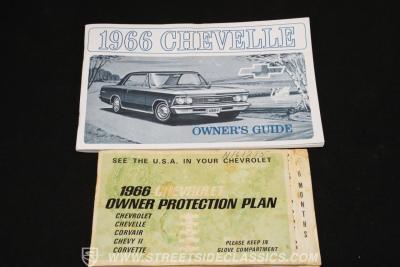 1966 CHEVELLE
OWNER'S GUIDE
SEE THE U.S.A. IN YOUR CHEVROLET
1966 CHEVROLET
OWNER PROTECTION PLAN
CHEVROLET
CHEVELLE
CORVAIR
CHEVY II
CORVETTE
PLEASE KEEP IN
GLOVE COMPARTMENT
6 MONTHS
WWW.STREETSIDECLASSICS.COM